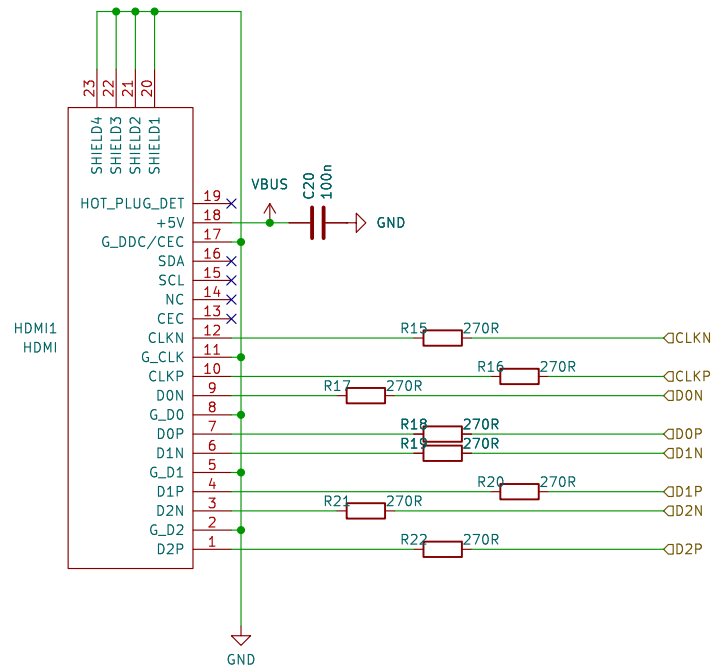 23
22
21
20
SHIELD4
SHIELD3
SHIELD2
SHIELD1
VBUS
C20
100n
GND
HOT_PLUG_DET 19
+5V 18
G_DDC/CEC 17
SDA 16
SCL 15
NC 14
CEC 13
HDMI1
HDMI
CLKN 12 R15 270R CLKN
G_CLK 11
CLKP 10 R16 270R CLKP
D0N 9 R17 270R D0N
G_D0 8
D0P 7 R18 270R D0P
D1N 6 R19 270R D1N
G_D1 5
D1P 4 R20 270R D1P
D2N 3 R21 270R D2N
G_D2 2
D2P 1 R22 270R D2P
GND